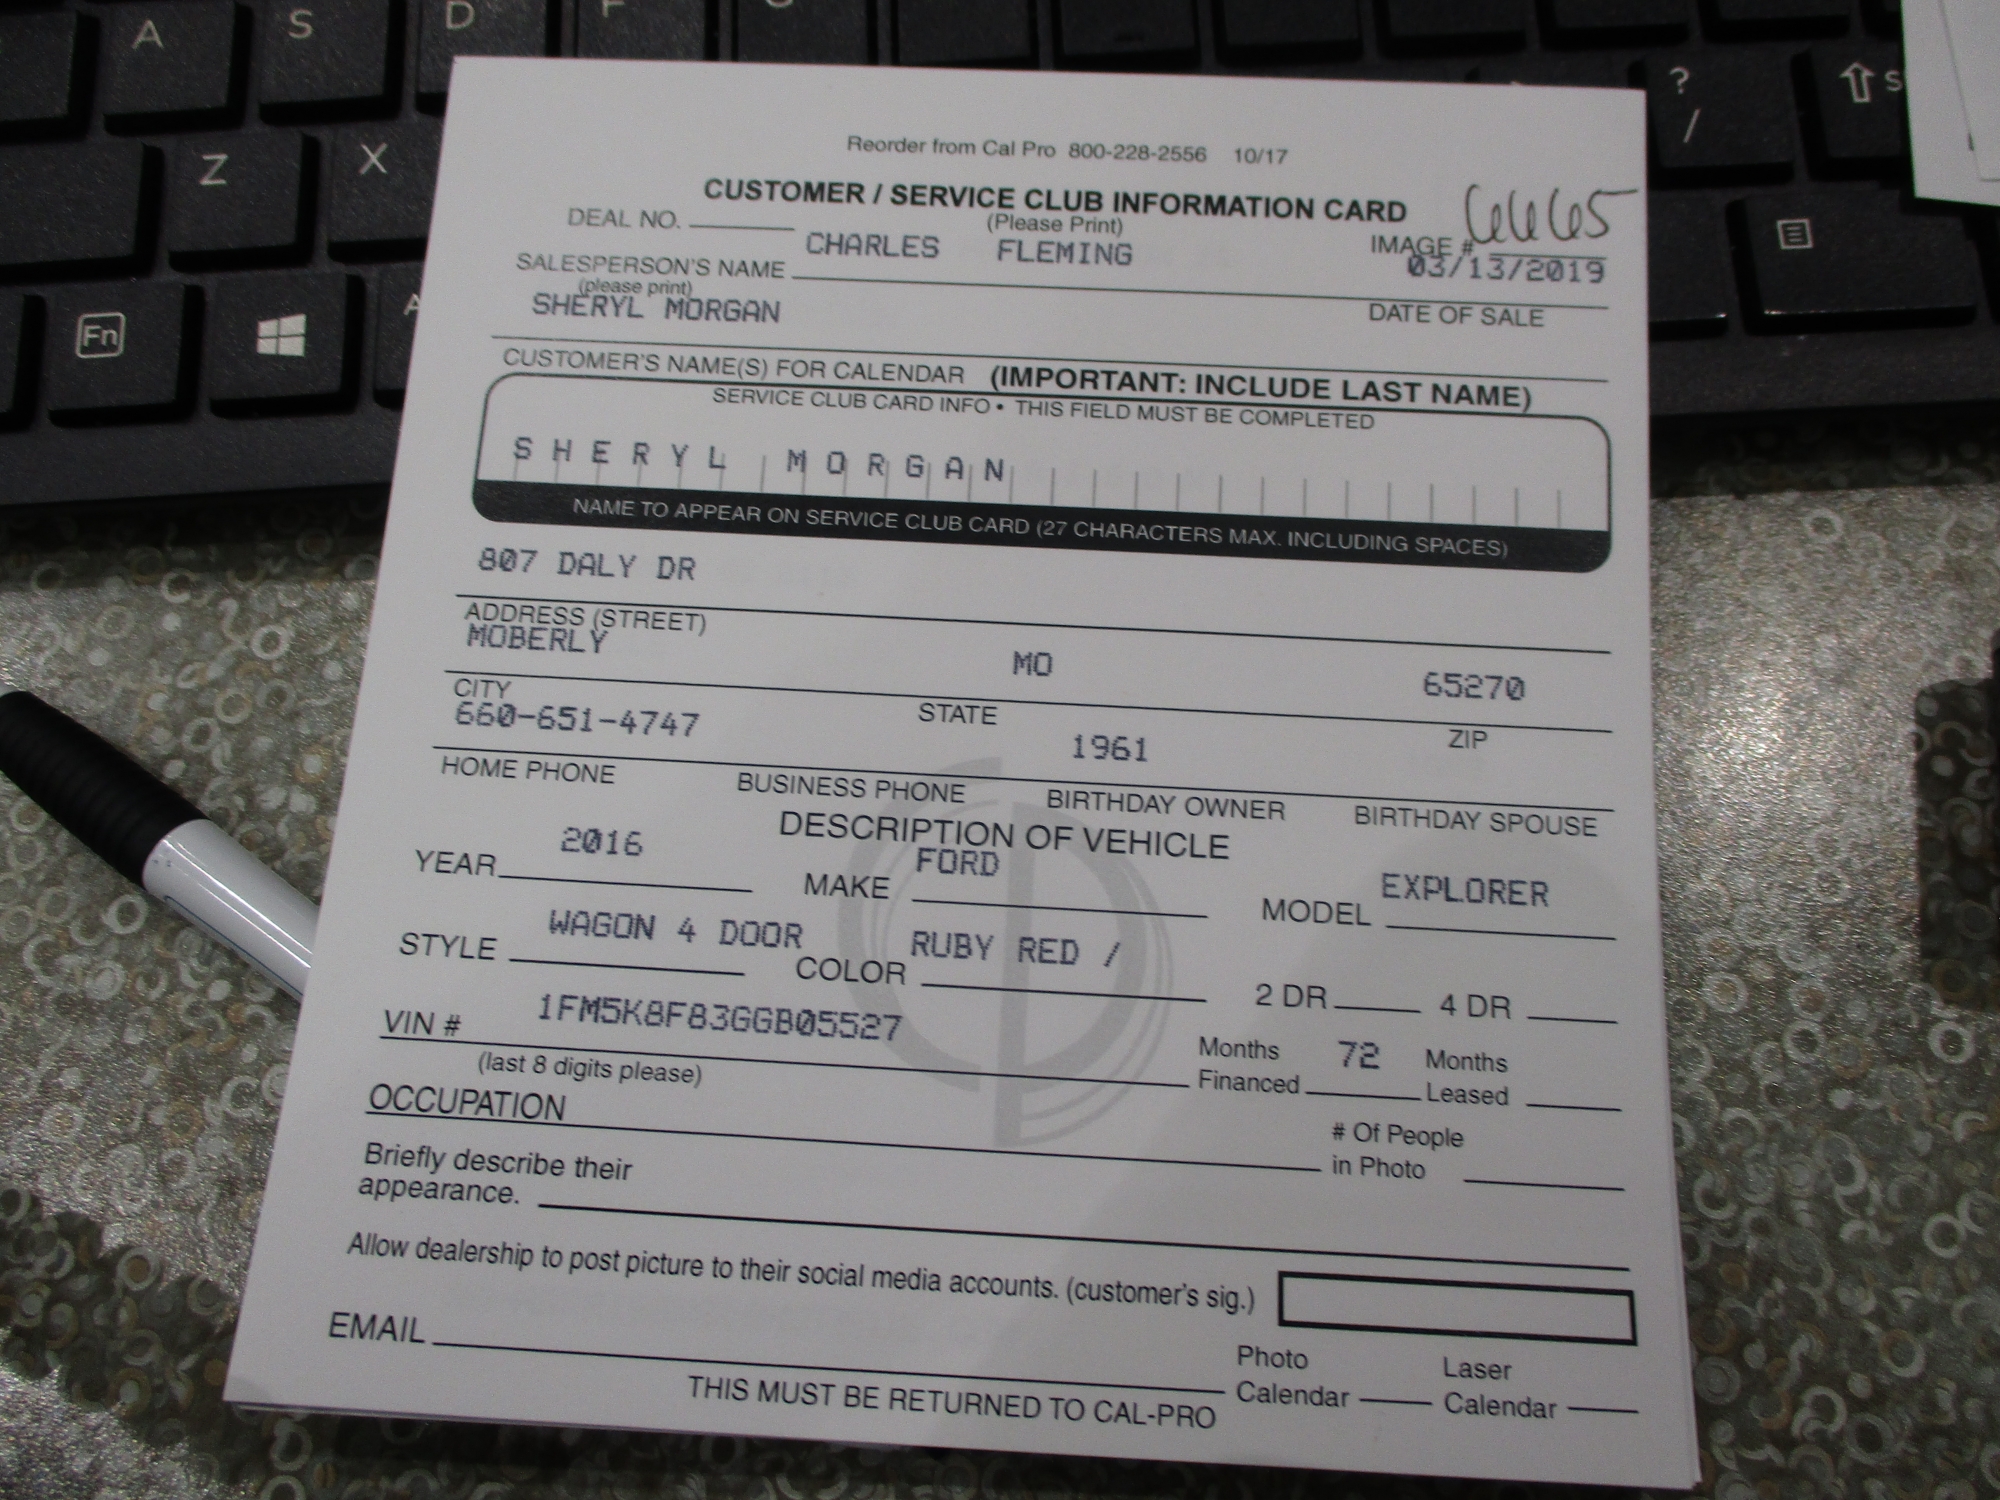 A S D F
Z X ? /
Fn
Reorder from Cal Pro 800-228-2556 10/17
CUSTOMER / SERVICE CLUB INFORMATION CARD
(Please Print)
DEAL NO.
IMAGE #
CHARLES FLEMING
03/13/2019
SALESPERSON'S NAME
(please print)
DATE OF SALE
SHERYL MORGAN
CUSTOMER'S NAME(S) FOR CALENDAR (IMPORTANT: INCLUDE LAST NAME)
SERVICE CLUB CARD INFO • THIS FIELD MUST BE COMPLETED
SHERYL MORGAN
NAME TO APPEAR ON SERVICE CLUB CARD (27 CHARACTERS MAX. INCLUDING SPACES)
807 DALY DR
ADDRESS (STREET)
MOBERLY MO 65270
CITY STATE ZIP
660-651-4747 1961
HOME PHONE BUSINESS PHONE BIRTHDAY OWNER BIRTHDAY SPOUSE
DESCRIPTION OF VEHICLE
YEAR 2016 MAKE FORD MODEL EXPLORER
STYLE WAGON 4 DOOR COLOR RUBY RED / 2 DR 4 DR
VIN # 1FM5K8F83GGB05527
(last 8 digits please)
Months Financed 72 Months Leased
OCCUPATION
# Of People in Photo
Briefly describe their
appearance.
Allow dealership to post picture to their social media accounts. (customer's sig.)
EMAIL
Photo Calendar Laser Calendar
THIS MUST BE RETURNED TO CAL-PRO